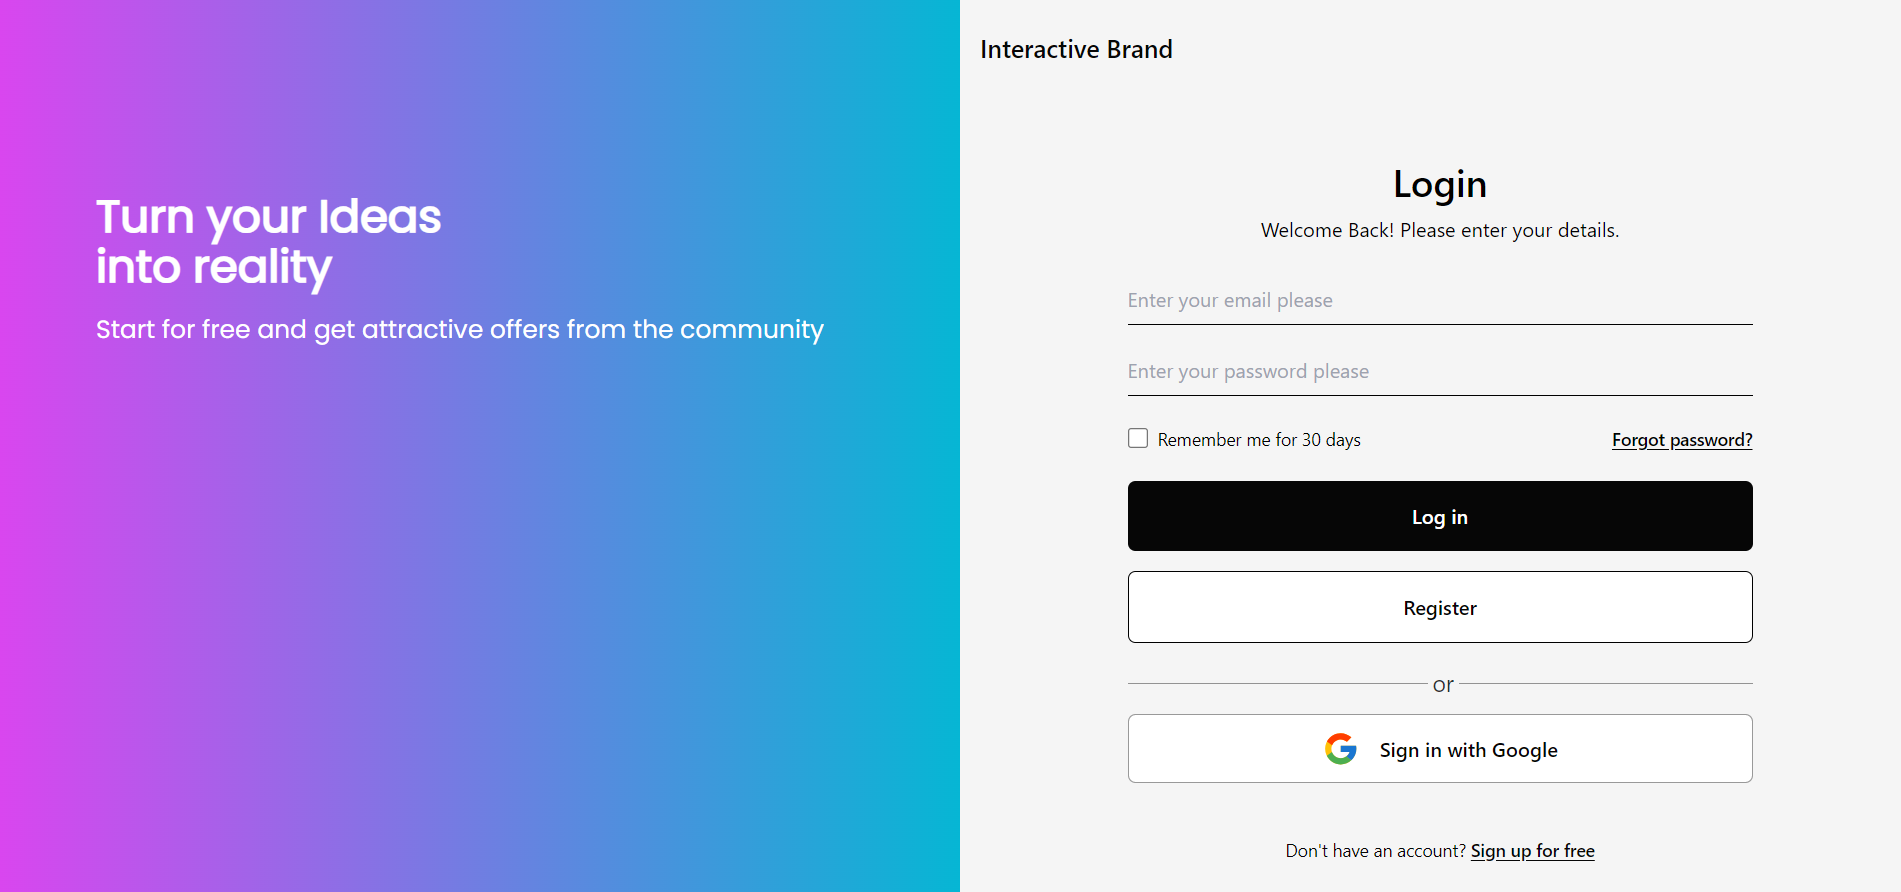 Turn your Ideas
into reality
Start for free and get attractive offers from the community
Interactive Brand
Login
Welcome Back! Please enter your details.
Enter your email please
Enter your password please
Remember me for 30 days
Forgot password?
Log in
Register
or
Sign in with Google
Don't have an account? Sign up for free